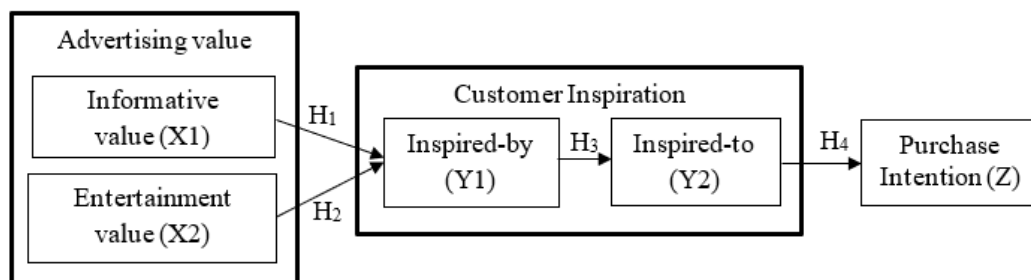 Advertising value
Informative
value (X1)
Entertainment
value (X2)
H1
H2
Customer Inspiration
Inspired-by
(Y1)
H3
Inspired-to
(Y2)
H4
Purchase
Intention (Z)